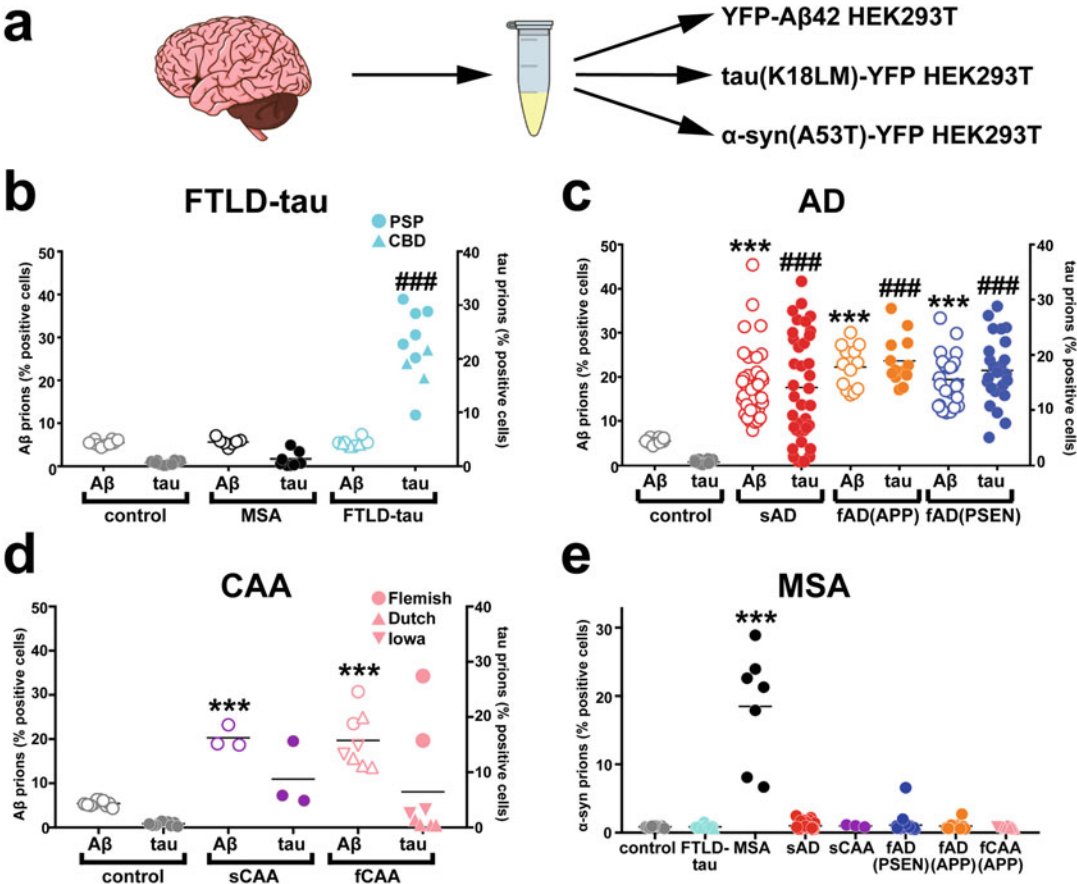 a
YFP-Aβ42 HEK293T
tau(K18LM)-YFP HEK293T
α-syn(A53T)-YFP HEK293T
b
FTLD-tau
PSP
CBD
Aβ prions (% positive cells)
50
40
30
20
10
0
###
tau prions (% positive cells)
40
30
20
10
0
Aβ tau Aβ tau Aβ tau
control MSA FTLD-tau
c
AD
Aβ prions (% positive cells)
50
40
30
20
10
0
*** ### *** ### *** ###
tau prions (% positive cells)
40
30
20
10
0
Aβ tau Aβ tau Aβ tau Aβ tau
control sAD fAD(APP) fAD(PSEN)
d
CAA
Flemish
Dutch
Iowa
Aβ prions (% positive cells)
50
40
30
20
10
0
*** ***
tau prions (% positive cells)
40
30
20
10
0
Aβ tau Aβ tau Aβ tau
control sCAA fCAA
e
MSA
α-syn prions (% positive cells)
30
20
10
0
***
control FTLD- MSA sAD sCAA fAD fAD fCAA
tau (PSEN) (APP) (APP)